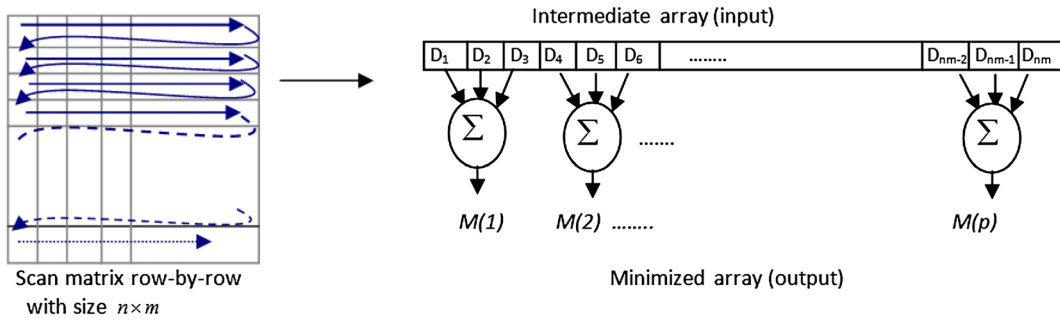 Intermediate array (input)
D₁ D₂ D₃ D₄ D₅ D₆ ........ Dₙₘ₋₂ Dₙₘ₋₁ Dₙₘ
Σ Σ ....... Σ
M(1) M(2) ........ M(p)
Scan matrix row-by-row
with size n×m
Minimized array (output)